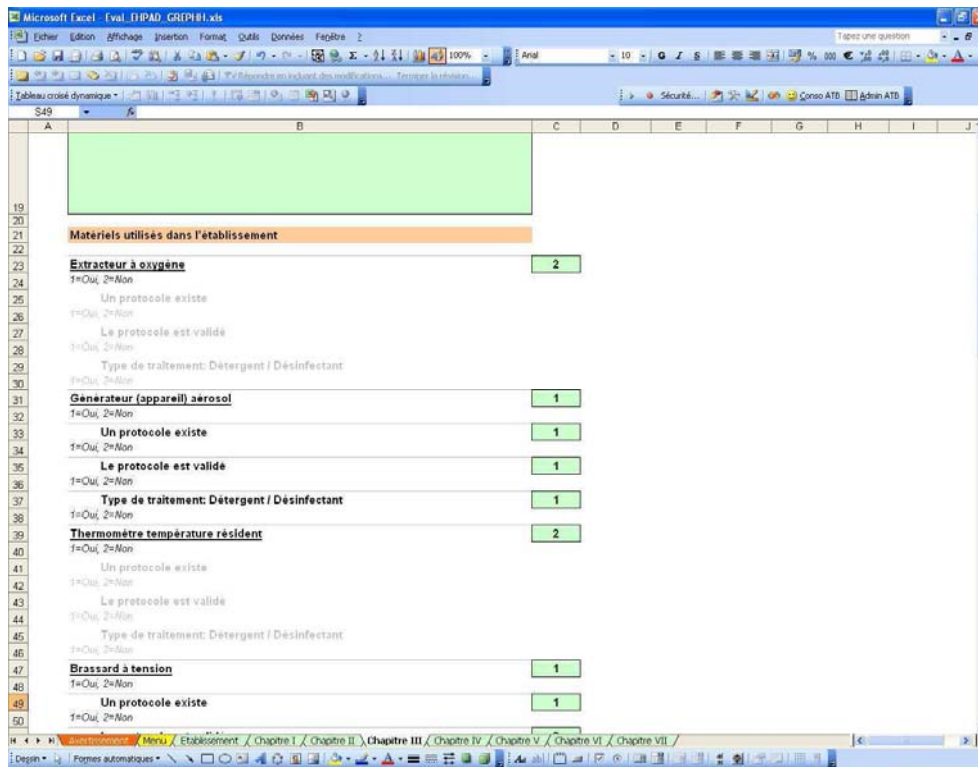 Microsoft Excel - Eval_EHPAD_GREPHH.xls
Fichier Edition Affichage Insertion Format Outils Données Fenêtre ?
Tapez une question
100%
Arial
10
G I S
% 000 €
Répondre en incluant des modifications... Terminer la révision...
Tableau croisé dynamique
Sécurité...
Conso ATB
Admin ATB
S49
fx
A B C D E F G H I J
19
20
21 Matériels utilisés dans l'établissement
22
23 Extracteur à oxygène 2
24 1=Oui, 2=Non
25 Un protocole existe
26 1=Oui, 2=Non
27 Le protocole est validé
28 1=Oui, 2=Non
29 Type de traitement: Détergent / Désinfectant
30 1=Oui, 2=Non
31 Générateur (appareil) aérosol 1
32 1=Oui, 2=Non
33 Un protocole existe 1
34 1=Oui, 2=Non
35 Le protocole est validé 1
36 1=Oui, 2=Non
37 Type de traitement: Détergent / Désinfectant 1
38 1=Oui, 2=Non
39 Thermomètre température résident 2
40 1=Oui, 2=Non
41 Un protocole existe
42 1=Oui, 2=Non
43 Le protocole est validé
44 1=Oui, 2=Non
45 Type de traitement: Détergent / Désinfectant
46 1=Oui, 2=Non
47 Brassard à tension 1
48 1=Oui, 2=Non
49 Un protocole existe 1
50 1=Oui, 2=Non
Avertissement / Menu / Etablissement / Chapitre I / Chapitre II \ Chapitre III / Chapitre IV / Chapitre V / Chapitre VI / Chapitre VII /
Dessin Formes automatiques